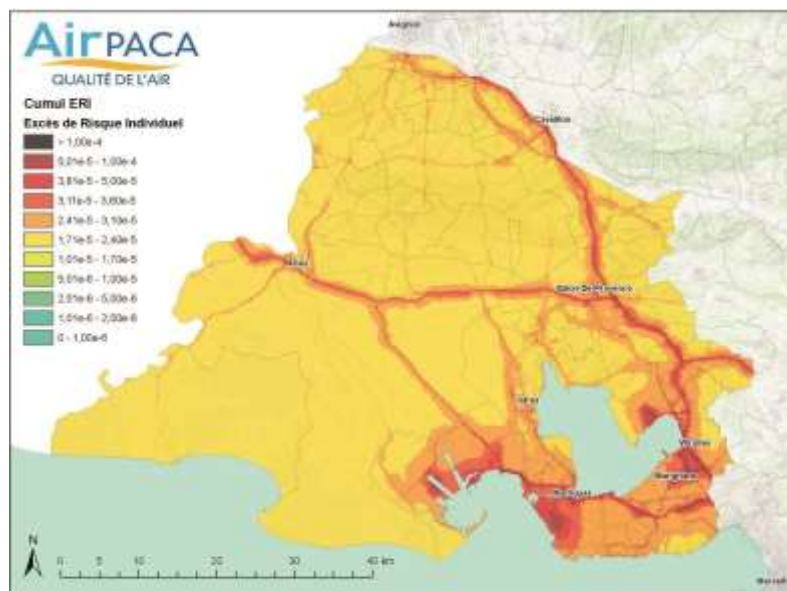 Avignon
AirPACA
QUALITÉ DE L'AIR
Cumul ERI
Excès de Risque Individuel
> 1,00e-4
5,01e-5 - 1,00e-4
3,81e-5 - 5,00e-5
3,11e-5 - 3,80e-5
2,41e-5 - 3,10e-5
1,71e-5 - 2,40e-5
1,01e-5 - 1,70e-5
5,01e-6 - 1,00e-5
2,01e-6 - 5,00e-6
1,01e-6 - 2,00e-6
0 - 1,00e-6
Cavaillon
Arles
Salon-De-Provence
Istres
Vitrolles
Marignane
Martigues
N
0 5 10 20 30 40 km